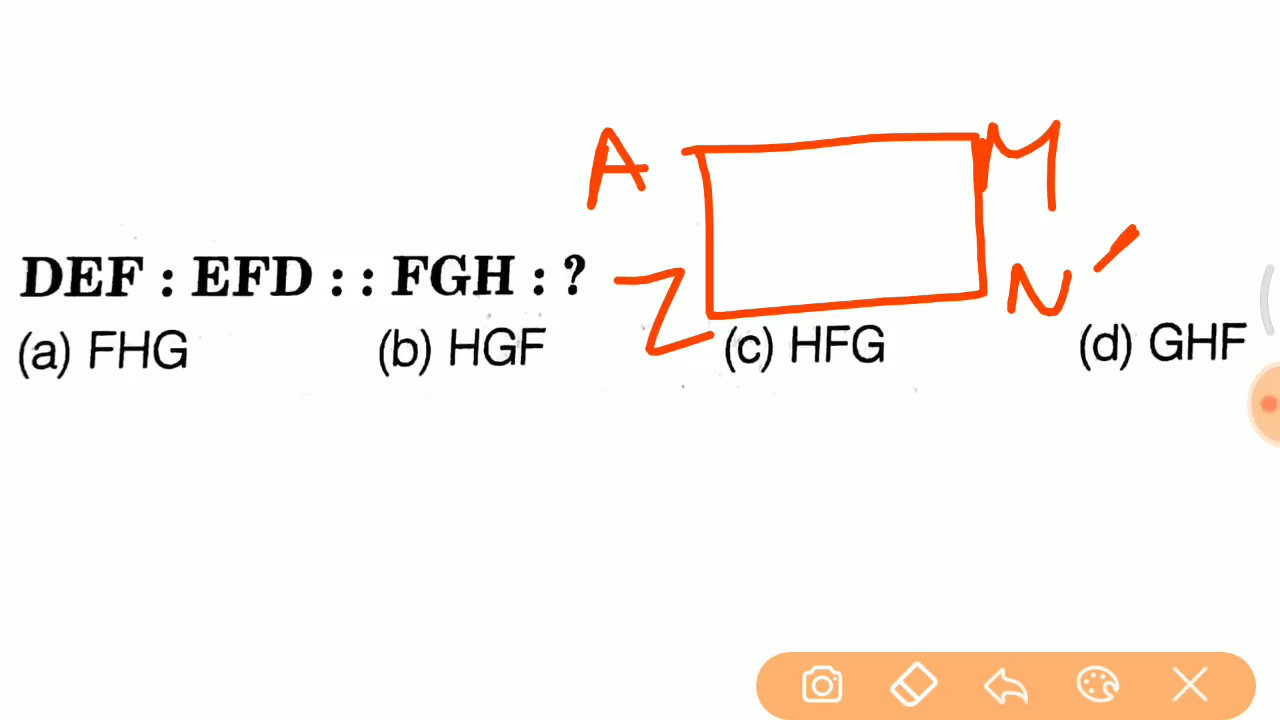 A M
DEF : EFD : : FGH : ? Z N
(a) FHG (b) HGF (c) HFG (d) GHF